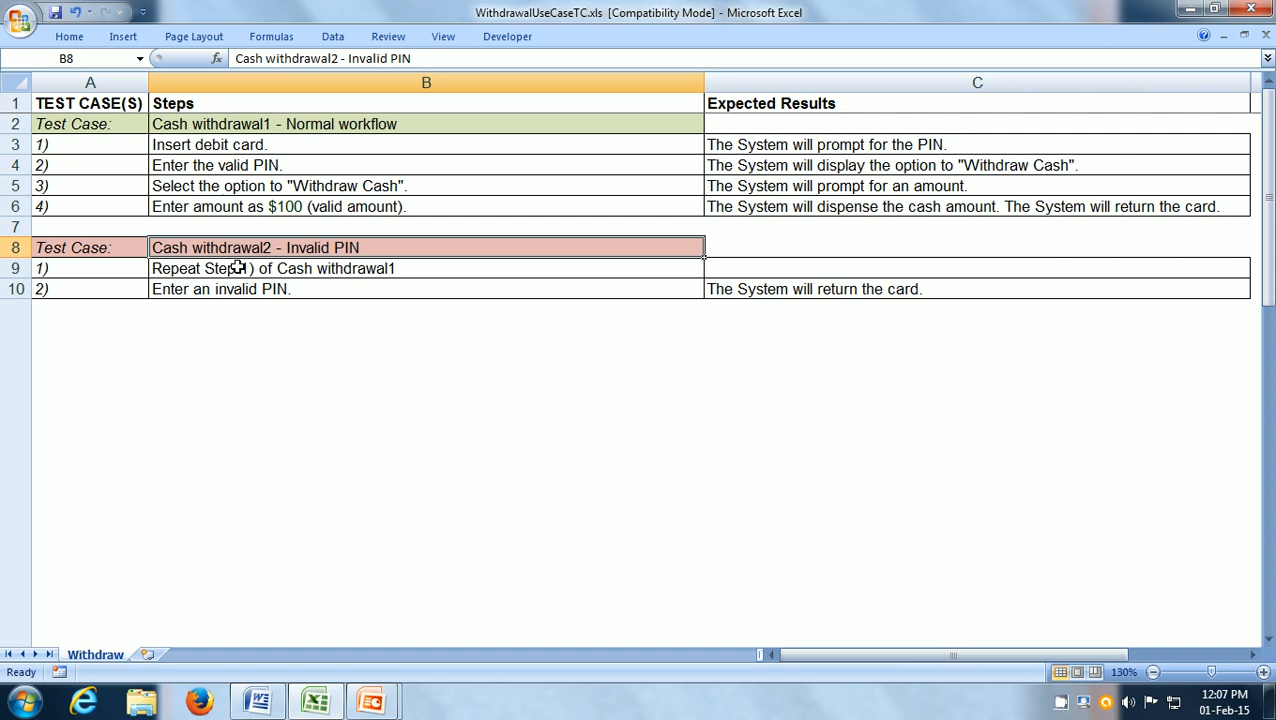 WithdrawalUseCaseTC.xls [Compatibility Mode] - Microsoft Excel
Home Insert Page Layout Formulas Data Review View Developer
B8 fx Cash withdrawal2 - Invalid PIN
A B C
1 TEST CASE(S) Steps Expected Results
2 Test Case: Cash withdrawal1 - Normal workflow
3 1) Insert debit card. The System will prompt for the PIN.
4 2) Enter the valid PIN. The System will display the option to "Withdraw Cash".
5 3) Select the option to "Withdraw Cash". The System will prompt for an amount.
6 4) Enter amount as $100 (valid amount). The System will dispense the cash amount. The System will return the card.
7
8 Test Case: Cash withdrawal2 - Invalid PIN
9 1) Repeat Step 1) of Cash withdrawal1
10 2) Enter an invalid PIN. The System will return the card.
Withdraw
Ready 130%
12:07 PM
01-Feb-15